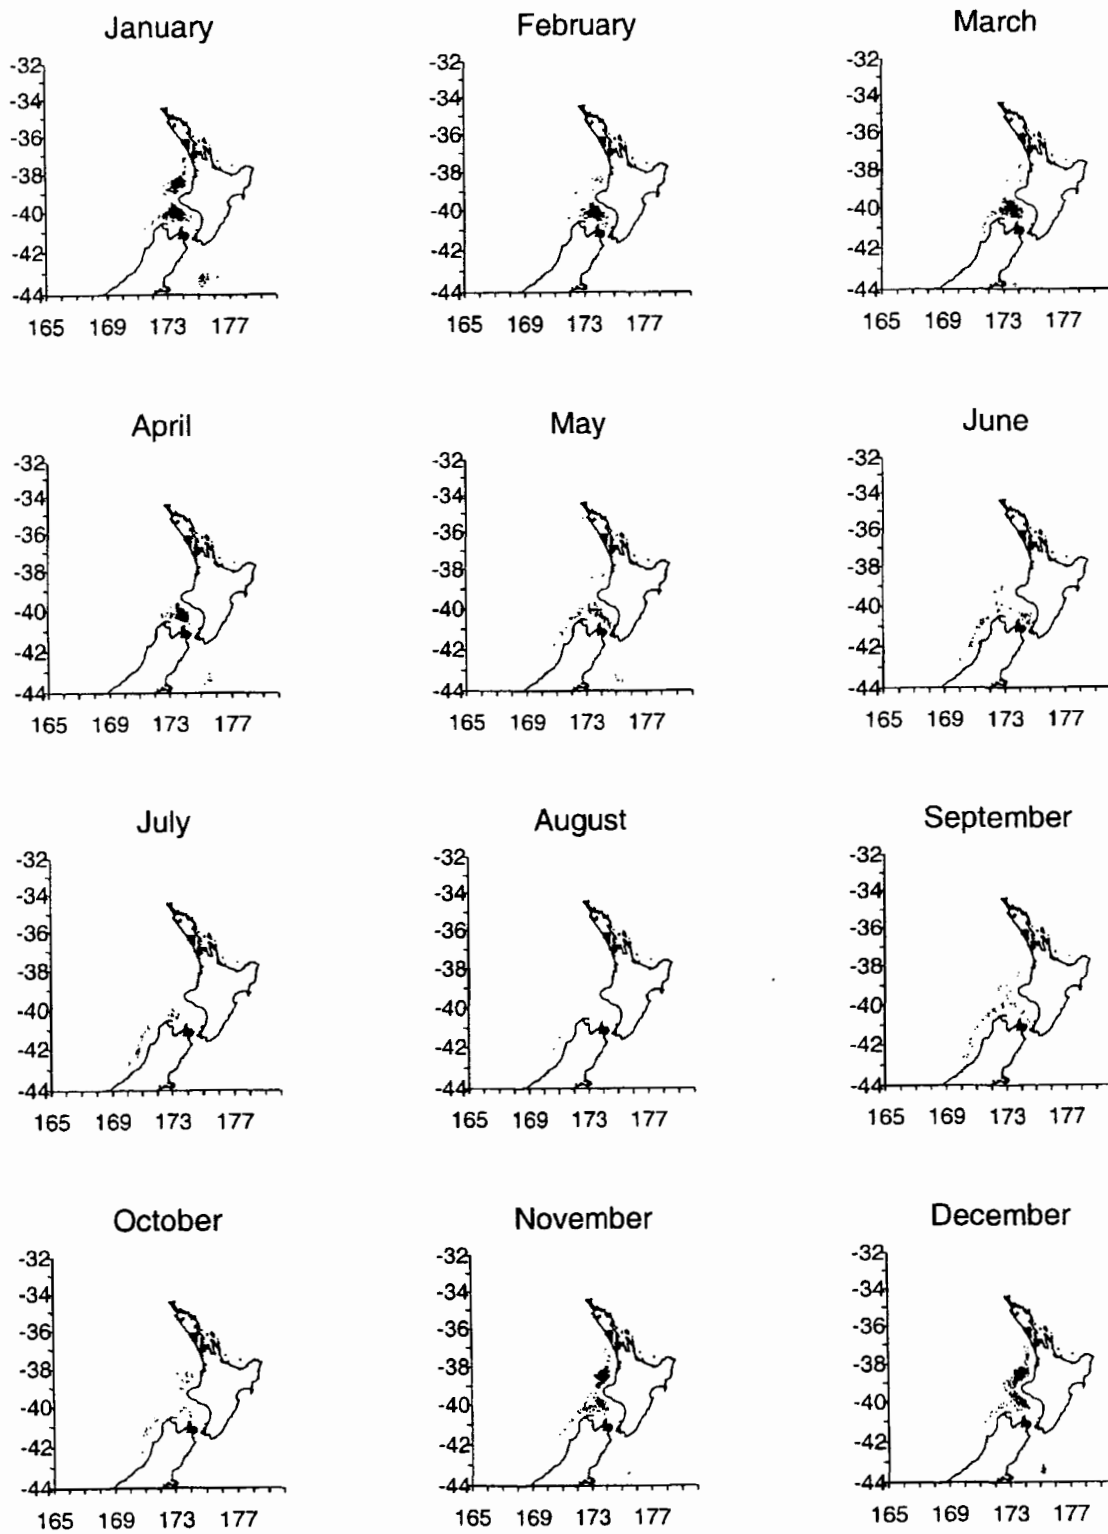 January February March
-32 -32 -32
-34 -34 -34
-36 -36 -36
-38 -38 -38
-40 -40 -40
-42 -42 -42
-44 -44 -44
165 169 173 177 165 169 173 177 165 169 173 177
April May June
-32 -32 -32
-34 -34 -34
-36 -36 -36
-38 -38 -38
-40 -40 -40
-42 -42 -42
-44 -44 -44
165 169 173 177 165 169 173 177 165 169 173 177
July August September
-32 -32 -32
-34 -34 -34
-36 -36 -36
-38 -38 -38
-40 -40 -40
-42 -42 -42
-44 -44 -44
165 169 173 177 165 169 173 177 165 169 173 177
October November December
-32 -32 -32
-34 -34 -34
-36 -36 -36
-38 -38 -38
-40 -40 -40
-42 -42 -42
-44 -44 -44
165 169 173 177 165 169 173 177 165 169 173 177